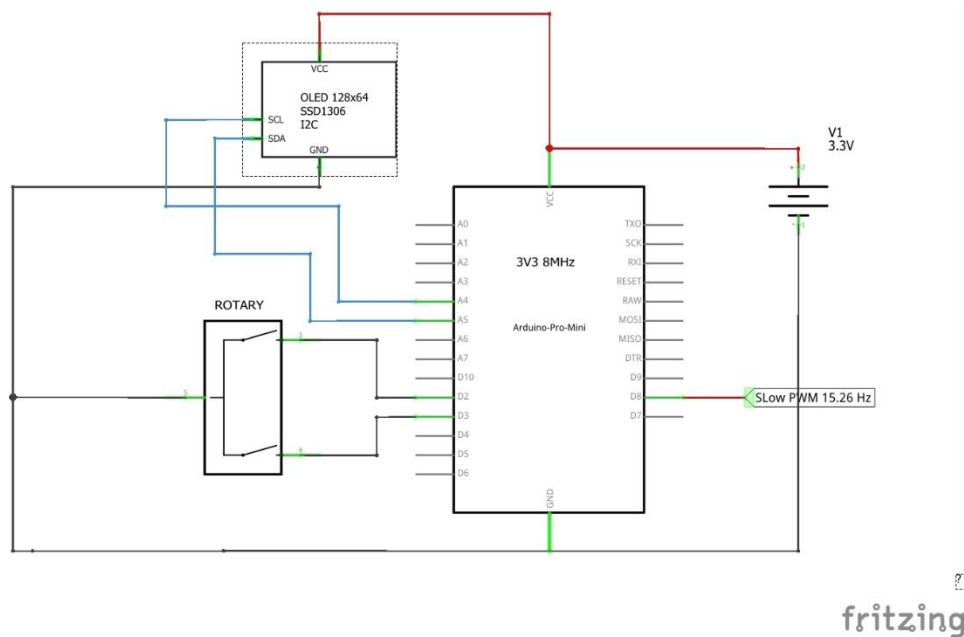 VCC
OLED 128x64
SSD1306
I2C
SCL
SDA
GND
V1
3.3V
VCC
A0
A1
A2
A3
A4
A5
A6
A7
D10
D2
D3
D4
D5
D6
3V3 8MHz
Arduino-Pro-Mini
TXO
SCK
RXI
RESET
RAW
MOSI
MISO
DTR
D9
D8
D7
GND
SLow PWM 15.26 Hz
ROTARY
5
4
?
fritzing